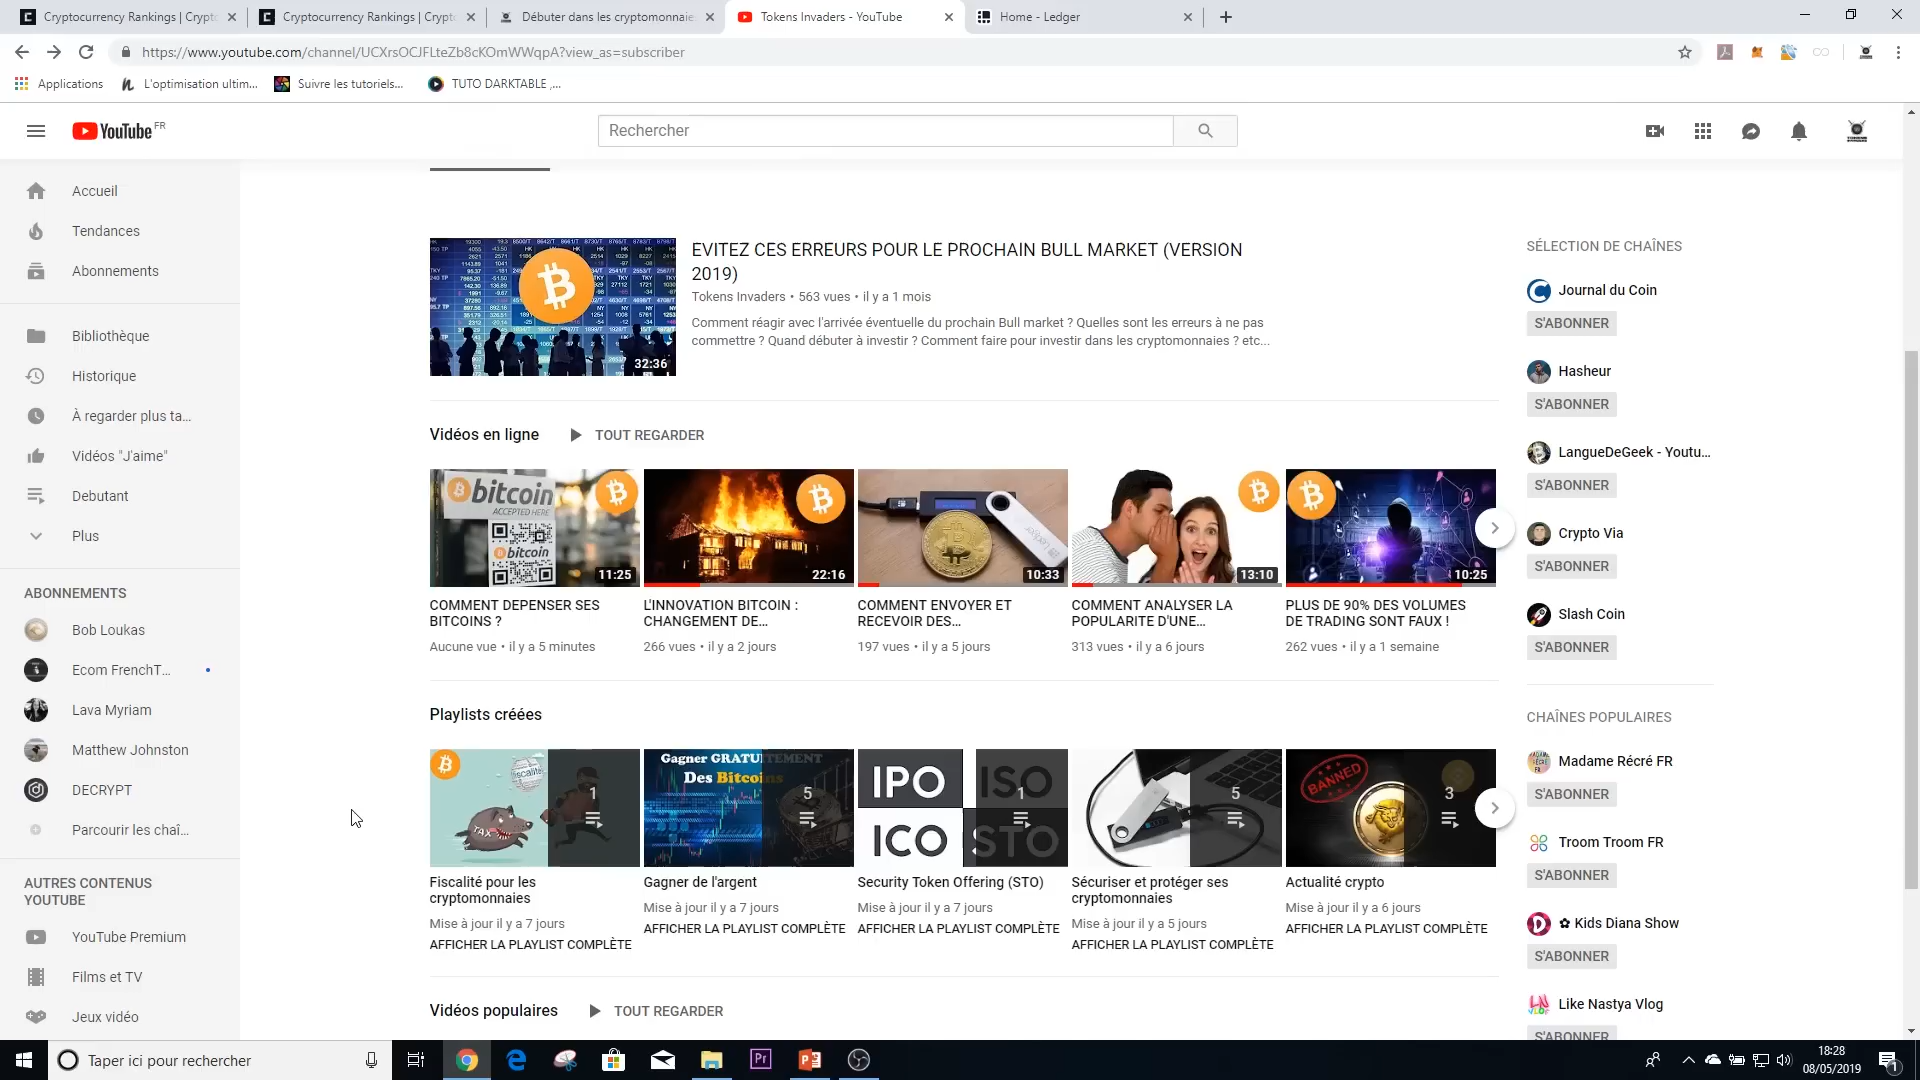 Cryptocurrency Rankings | Crypto
Cryptocurrency Rankings | Crypto
Débuter dans les cryptomonnaie
Tokens Invaders - YouTube
Home - Ledger
https://www.youtube.com/channel/UCXrsOCJFLteZb8cKOmWWqpA?view_as=subscriber
Applications
L'optimisation ultim...
Suivre les tutoriels...
TUTO DARKTABLE ,...
YouTube FR
Rechercher
Accueil
Tendances
Abonnements
Bibliothèque
Historique
À regarder plus ta...
Vidéos "J'aime"
Debutant
Plus
ABONNEMENTS
Bob Loukas
Ecom FrenchT...
Lava Myriam
Matthew Johnston
DECRYPT
Parcourir les chaî...
AUTRES CONTENUS
YOUTUBE
YouTube Premium
Films et TV
Jeux vidéo
32:36
EVITEZ CES ERREURS POUR LE PROCHAIN BULL MARKET (VERSION
2019)
Tokens Invaders • 563 vues • il y a 1 mois
Comment réagir avec l'arrivée éventuelle du prochain Bull market ? Quelles sont les erreurs à ne pas
commettre ? Quand débuter à investir ? Comment faire pour investir dans les cryptomonnaies ? etc...
Vidéos en ligne
TOUT REGARDER
bitcoin
ACCEPTED HERE
bitcoin
11:25
COMMENT DEPENSER SES
BITCOINS ?
Aucune vue • il y a 5 minutes
22:16
L'INNOVATION BITCOIN :
CHANGEMENT DE...
266 vues • il y a 2 jours
10:33
COMMENT ENVOYER ET
RECEVOIR DES...
197 vues • il y a 5 jours
13:10
COMMENT ANALYSER LA
POPULARITE D'UNE...
313 vues • il y a 6 jours
10:25
PLUS DE 90% DES VOLUMES
DE TRADING SONT FAUX !
262 vues • il y a 1 semaine
Playlists créées
fiscalité
TAX
1
Fiscalité pour les
cryptomonnaies
Mise à jour il y a 7 jours
AFFICHER LA PLAYLIST COMPLÈTE
Gagner GRATUITEMENT
Des Bitcoins
5
Gagner de l'argent
Mise à jour il y a 7 jours
AFFICHER LA PLAYLIST COMPLÈTE
IPO ISO
ICO STO
1
Security Token Offering (STO)
Mise à jour il y a 7 jours
AFFICHER LA PLAYLIST COMPLÈTE
5
Sécuriser et protéger ses
cryptomonnaies
Mise à jour il y a 5 jours
AFFICHER LA PLAYLIST COMPLÈTE
BANNED
3
Actualité crypto
Mise à jour il y a 6 jours
AFFICHER LA PLAYLIST COMPLÈTE
Vidéos populaires
TOUT REGARDER
SÉLECTION DE CHAÎNES
Journal du Coin
S'ABONNER
Hasheur
S'ABONNER
LangueDeGeek - Youtu...
S'ABONNER
Crypto Via
S'ABONNER
Slash Coin
S'ABONNER
CHAÎNES POPULAIRES
Madame Récré FR
S'ABONNER
Troom Troom FR
S'ABONNER
✿ Kids Diana Show
S'ABONNER
Like Nastya Vlog
S'ABONNER
Taper ici pour rechercher
18:28
08/05/2019